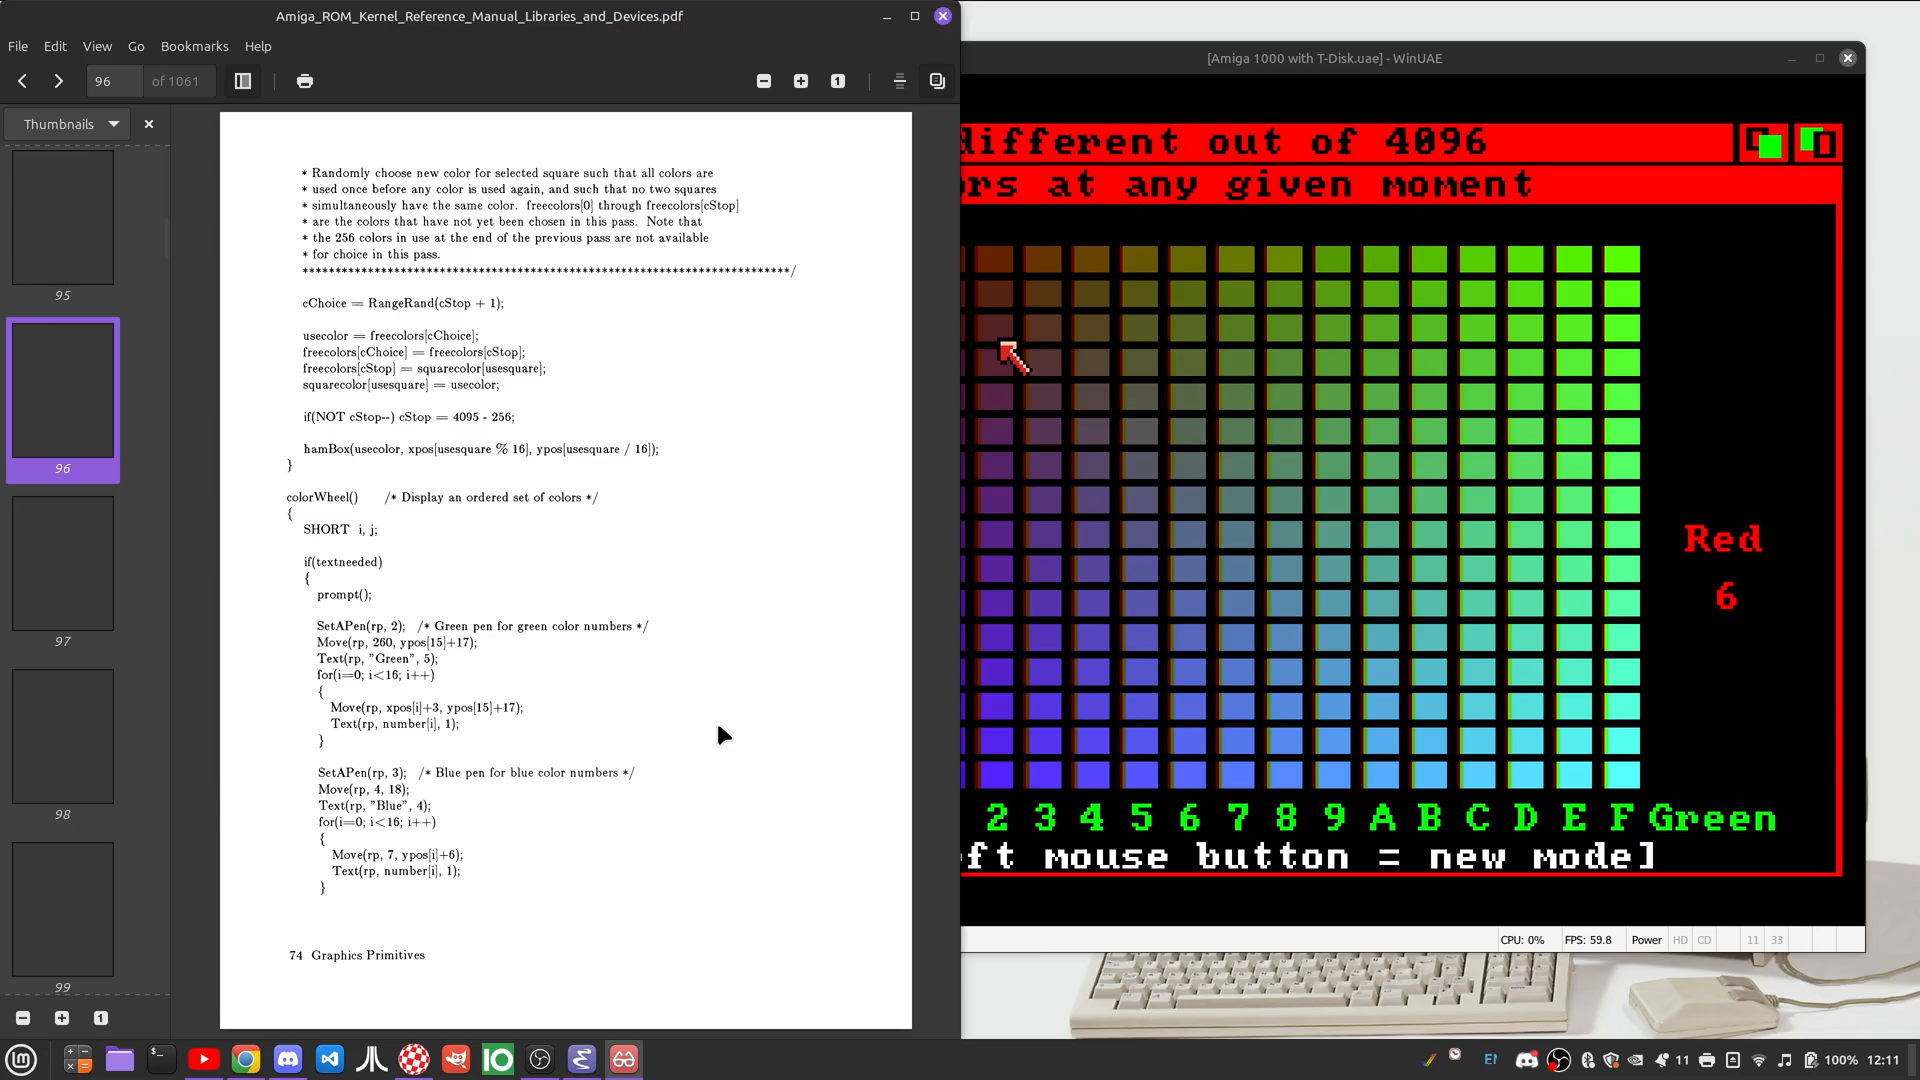 Amiga_ROM_Kernel_Reference_Manual_Libraries_and_Devices.pdf
File Edit View Go Bookmarks Help
96 of 1061
Thumbnails
95
96
97
98
99
* Randomly choose new color for selected square such that all colors are
* used once before any color is used again, and such that no two squares
* simultaneously have the same color. freecolors[0] through freecolors[cStop]
* are the colors that have not yet been chosen in this pass. Note that
* the 256 colors in use at the end of the previous pass are not available
* for choice in this pass.
***************************************************************************/
cChoice = RangeRand(cStop + 1);
usecolor = freecolors[cChoice];
freecolors[cChoice] = freecolors[cStop];
freecolors[cStop] = squarecolor[usesquare];
squarecolor[usesquare] = usecolor;
if(NOT cStop--) cStop = 4095 - 256;
hamBox(usecolor, xpos[usesquare % 16], ypos[usesquare / 16]);
}
colorWheel() /* Display an ordered set of colors */
{
SHORT i, j;
if(textneeded)
{
prompt();
SetAPen(rp, 2); /* Green pen for green color numbers */
Move(rp, 260, ypos[15]+17);
Text(rp, "Green", 5);
for(i=0; i<16; i++)
{
Move(rp, xpos[i]+3, ypos[15]+17);
Text(rp, number[i], 1);
}
SetAPen(rp, 3); /* Blue pen for blue color numbers */
Move(rp, 4, 18);
Text(rp, "Blue", 4);
for(i=0; i<16; i++)
{
Move(rp, 7, ypos[i]+6);
Text(rp, number[i], 1);
}
74 Graphics Primitives
[Amiga 1000 with T-Disk.uae] - WinUAE
different out of 4096
rs at any given moment
Red
6
2 3 4 5 6 7 8 9 A B C D E F Green
ft mouse button = new mode]
CPU: 0% FPS: 59.8 Power HD CD 11 33
11 100% 12:11